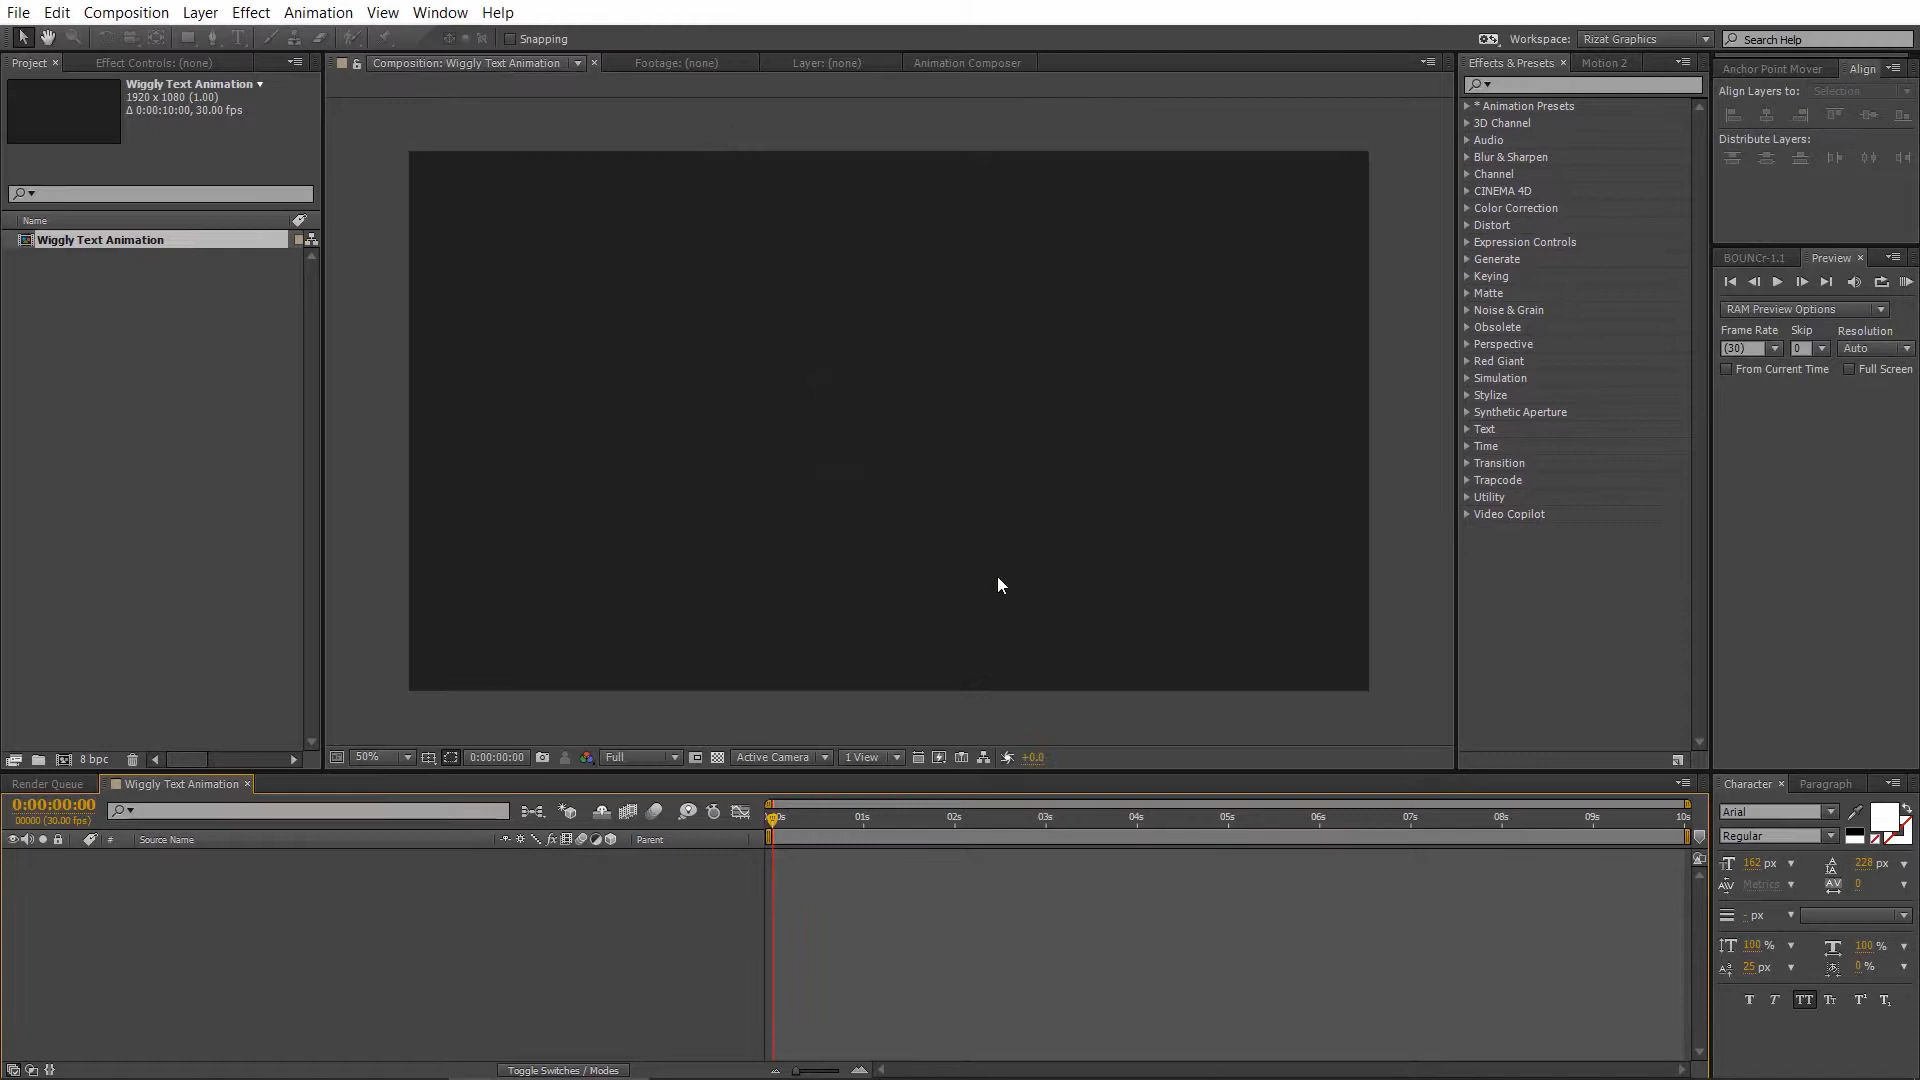 File Edit Composition Layer Effect Animation View Window Help
Snapping
Workspace: Rizat Graphics
Search Help
Project ×
Effect Controls: (none)
Composition: Wiggly Text Animation
Footage: (none)
Layer: (none)
Animation Composer
Effects & Presets ×
Motion 2
Anchor Point Mover
Align
Wiggly Text Animation
1920 x 1080 (1.00)
Δ 0:00:10:00, 30.00 fps
Align Layers to: Selection
Distribute Layers:
Name
Wiggly Text Animation
* Animation Presets
3D Channel
Audio
Blur & Sharpen
Channel
CINEMA 4D
Color Correction
Distort
Expression Controls
Generate
Keying
Matte
Noise & Grain
Obsolete
Perspective
Red Giant
Simulation
Stylize
Synthetic Aperture
Text
Time
Transition
Trapcode
Utility
Video Copilot
BOUNCr-1.1
Preview ×
RAM Preview Options
Frame Rate Skip Resolution
(30) 0 Auto
From Current Time Full Screen
8 bpc
50%
0:00:00:00
Full
Active Camera
1 View
+0.0
Render Queue
Wiggly Text Animation ×
0:00:00:00
00000 (30.00 fps)
# Source Name
Parent
01s 02s 03s 04s 05s 06s 07s 08s 09s 10s
Toggle Switches / Modes
Character ×
Paragraph
Arial
Regular
162 px
228 px
Metrics
0
- px
100 %
100 %
25 px
0 %
T T TT Tт T¹ T₁